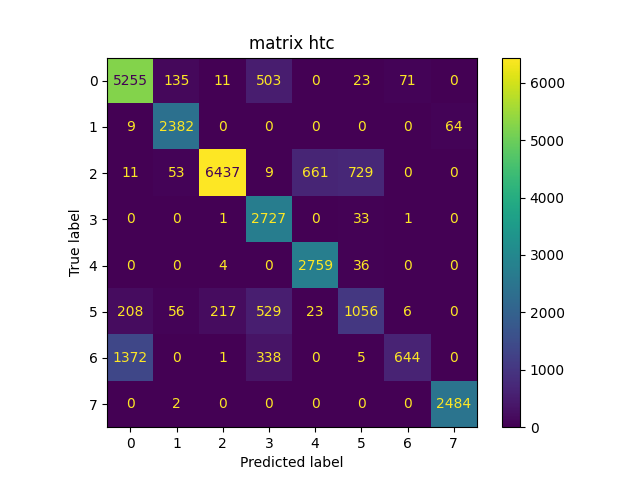 matrix htc
0 5255 135 11 503 0 23 71 0
1 9 2382 0 0 0 0 0 64
2 11 53 6437 9 661 729 0 0
3 0 0 1 2727 0 33 1 0
4 0 0 4 0 2759 36 0 0
5 208 56 217 529 23 1056 6 0
6 1372 0 1 338 0 5 644 0
7 0 2 0 0 0 0 0 2484
0 1 2 3 4 5 6 7
Predicted label
True label
6000
5000
4000
3000
2000
1000
0